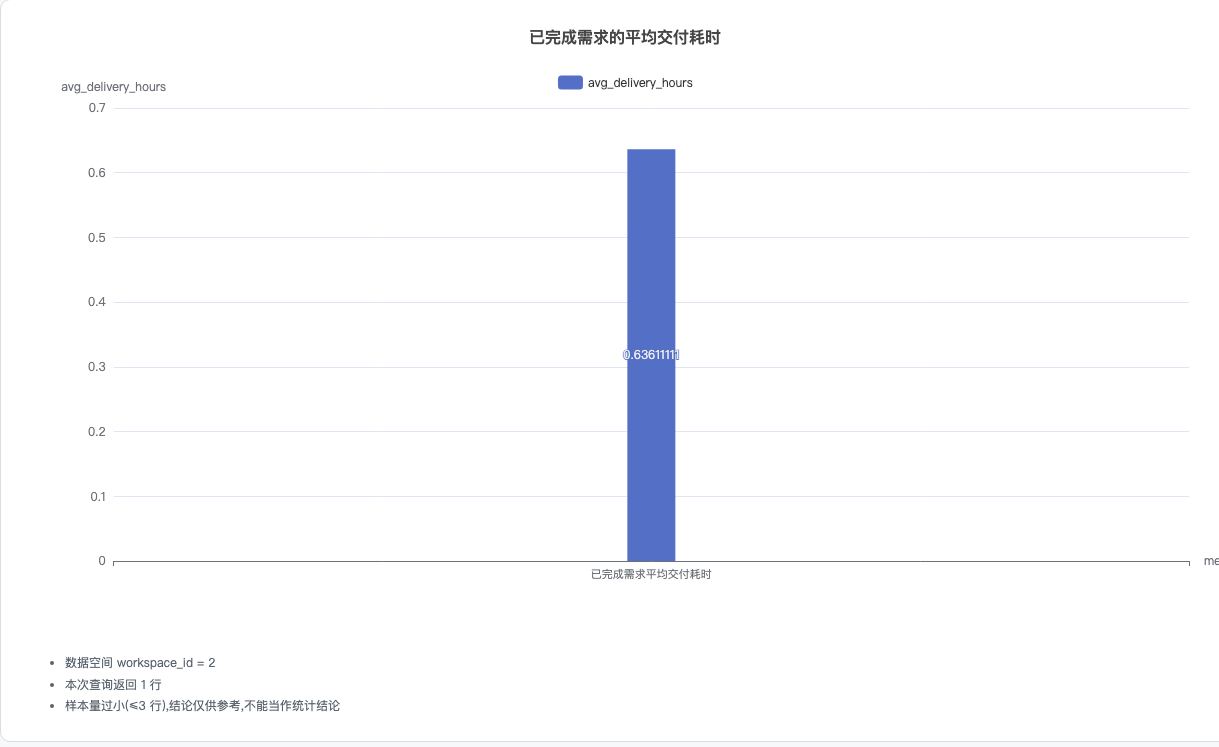 已完成需求的平均交付耗时
avg_delivery_hours
avg_delivery_hours
0.7
0.6
0.5
0.4
0.63611111
0.3
0.2
0.1
0
me
已完成需求平均交付耗时
• 数据空间 workspace_id = 2
• 本次查询返回 1 行
• 样本量过小(≤3 行),结论仅供参考,不能当作统计结论